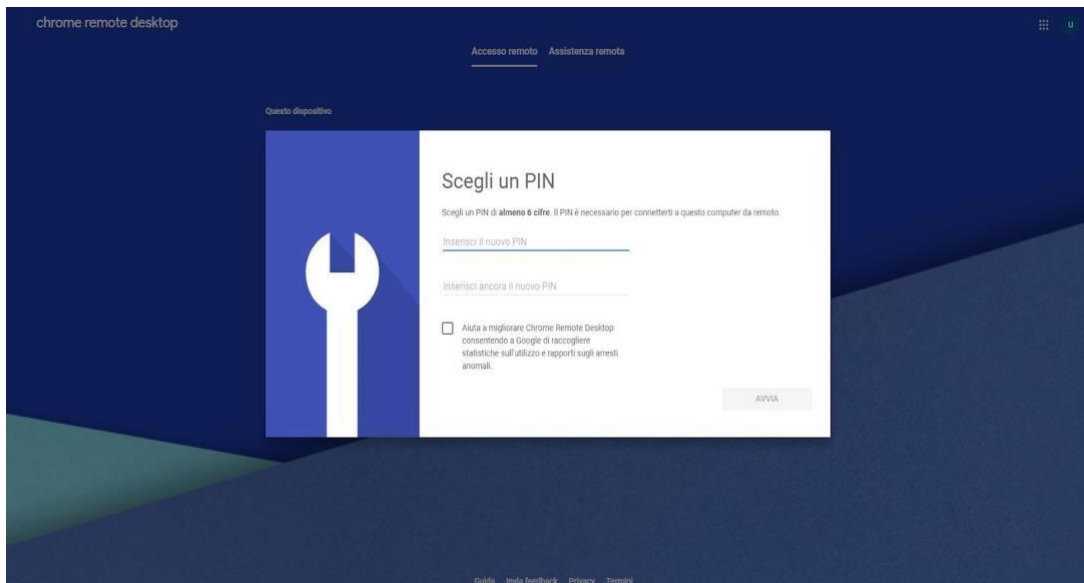 chrome remote desktop
u
Accesso remoto Assistenza remota
Questo dispositivo
Scegli un PIN
Scegli un PIN di almeno 6 cifre. Il PIN è necessario per connetterti a questo computer da remoto.
Inserisci il nuovo PIN
Inserisci ancora il nuovo PIN
Aiuta a migliorare Chrome Remote Desktop
consentendo a Google di raccogliere
statistiche sull'utilizzo e rapporti sugli arresti
anomali.
AVVIA
Guida Invia feedback Privacy Termini